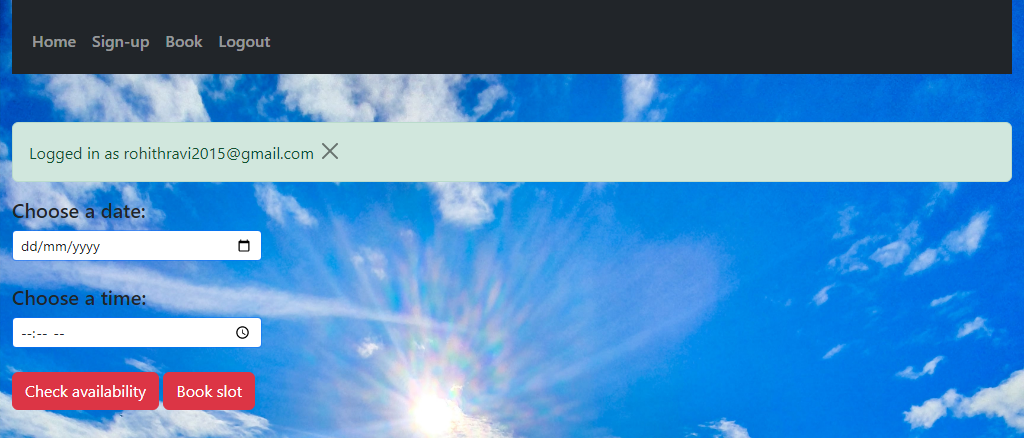 Home Sign-up Book Logout
Logged in as rohithravi2015@gmail.com
Choose a date:
dd/mm/yyyy
Choose a time:
--:-- --
Check availability Book slot